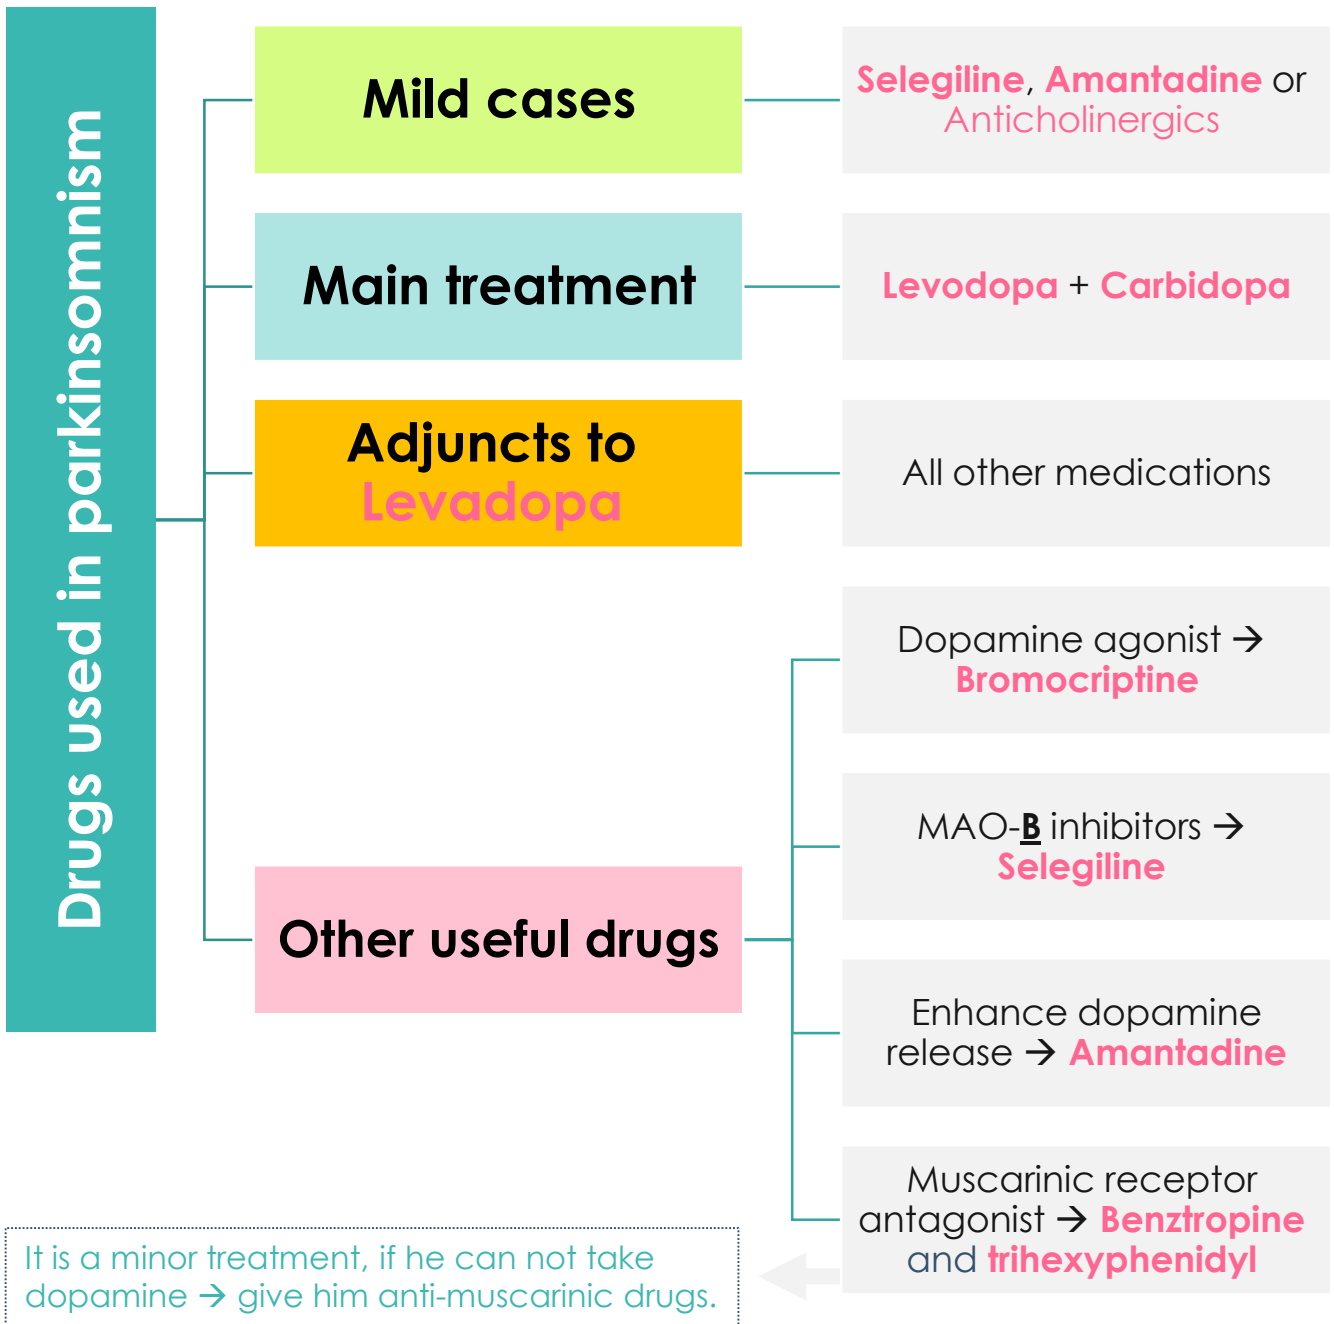 Drugs used in parkinsomnism
Mild cases
Selegiline, Amantadine or
Anticholinergics
Main treatment
Levodopa + Carbidopa
Adjuncts to
Levadopa
All other medications
Other useful drugs
Dopamine agonist →
Bromocriptine
MAO-B inhibitors →
Selegiline
Enhance dopamine
release → Amantadine
Muscarinic receptor
antagonist → Benztropine
and trihexyphenidyl
It is a minor treatment, if he can not take
dopamine → give him anti-muscarinic drugs.